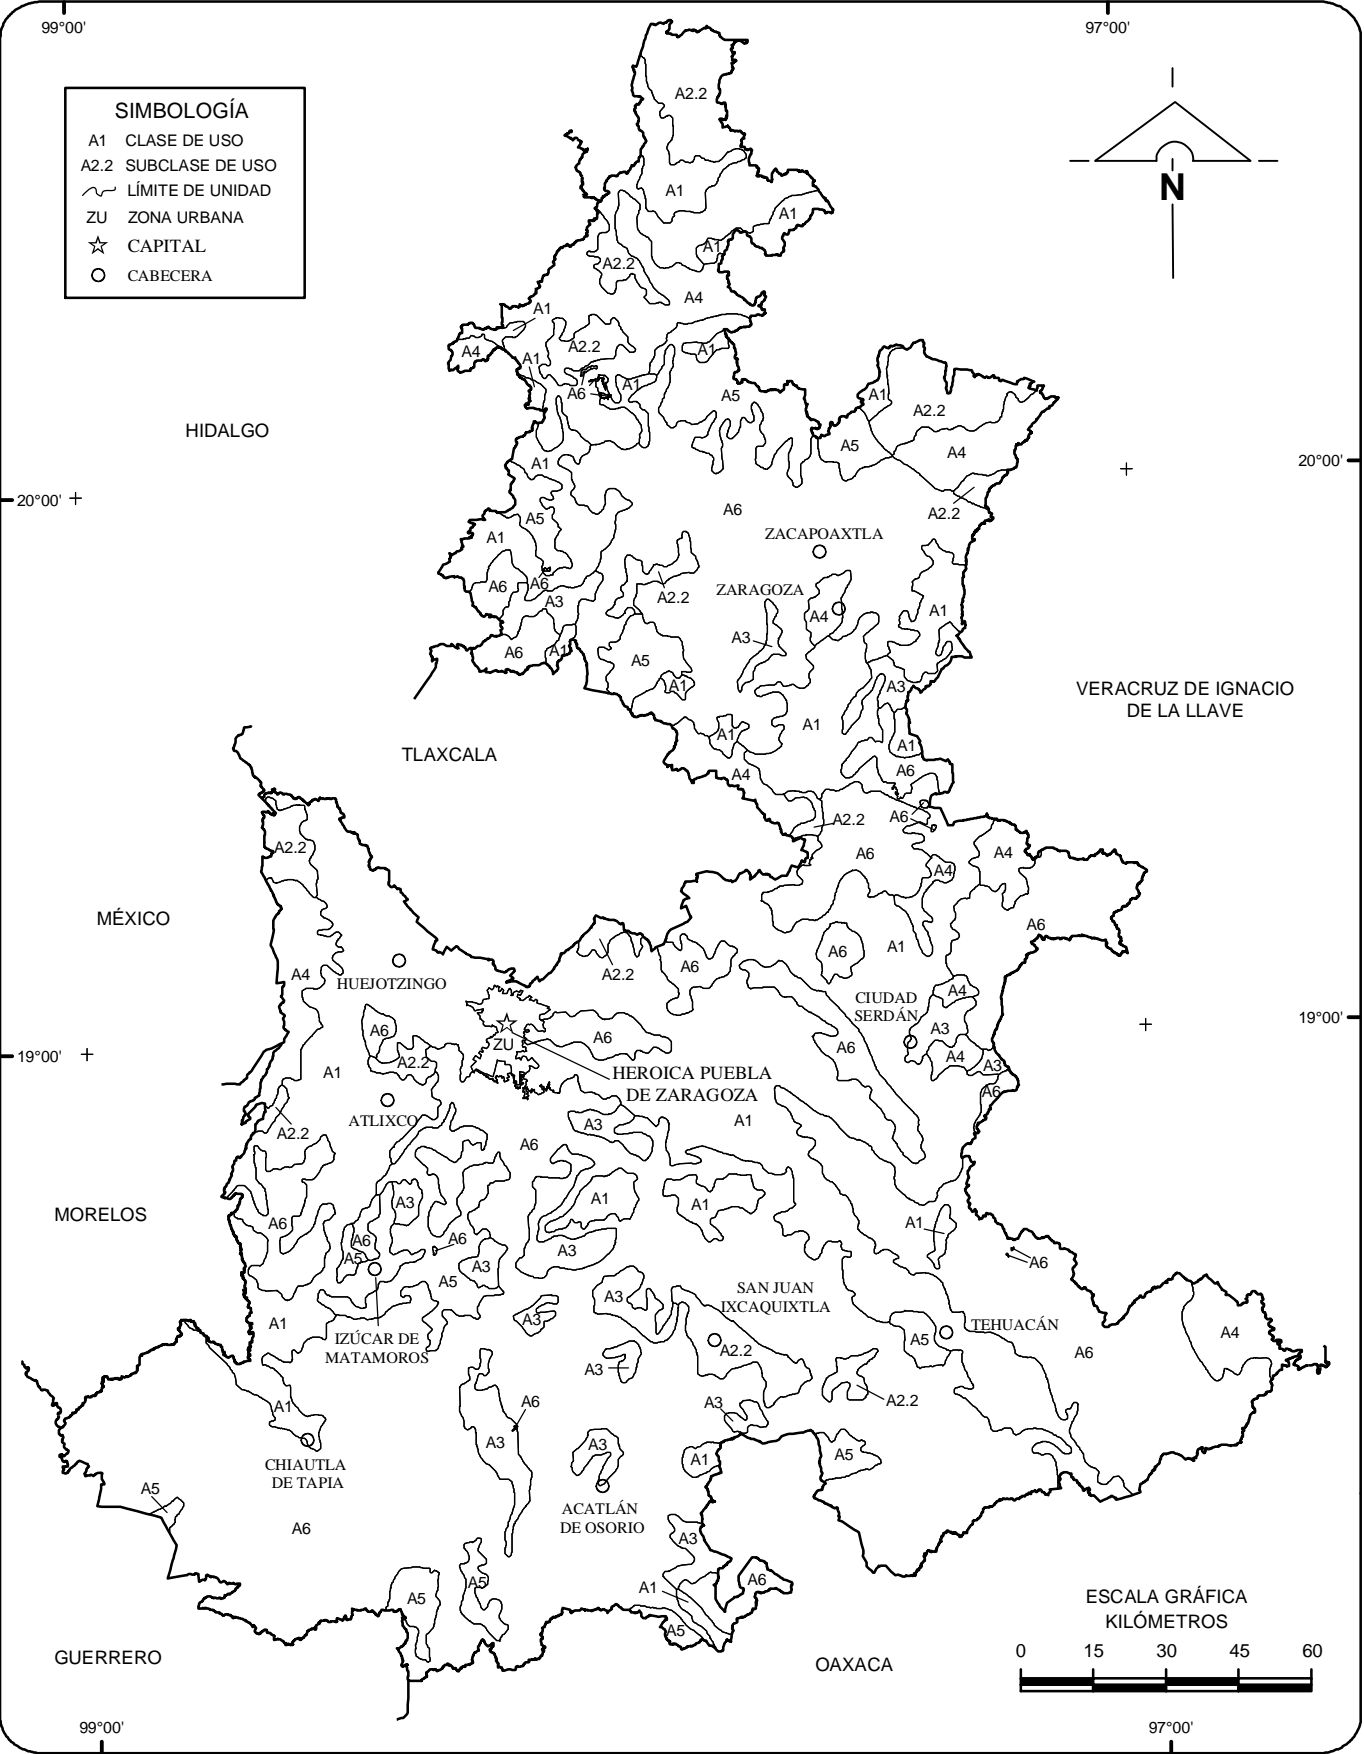 99°00'
97°00'
SIMBOLOGÍA
A1 CLASE DE USO
A2.2 SUBCLASE DE USO
LÍMITE DE UNIDAD
ZU ZONA URBANA
CAPITAL
CABECERA
N
A2.2
A1
A1
A1
A2.2
A4
A1
A4
A1
A2.2
A1
A6
A1
A5
A1
A2.2
A5
A4
A2.2
HIDALGO
20°00'
20°00'
A1
A5
A1
A6
A6
A6
A3
A6
A1
ZACAPOAXTLA
ZARAGOZA
A2.2
A4
A1
A3
A5
A1
A3
VERACRUZ DE IGNACIO
DE LA LLAVE
TLAXCALA
A1
A1
A4
A1
A6
A2.2
A6
A6
A4
A4
A2.2
MÉXICO
A6
A1
A6
A6
A2.2
A4
HUEJOTZINGO
CIUDAD
SERDÁN
A4
A3
A4
A3
A6
19°00'
19°00'
A6
A2.2
ZU
A6
A6
A1
HEROICA PUEBLA
DE ZARAGOZA
ATLIXCO
A2.2
A6
A3
A1
MORELOS
A6
A3
A6
A5
A6
A5
A3
A1
A3
A1
A1
A6
A1
IZÚCAR DE
MATAMOROS
A3
A3
SAN JUAN
IXCAQUIXTLA
A2.2
A5
TEHUACÁN
A6
A4
A3
A2.2
A3
A1
CHIAUTLA
DE TAPIA
A6
A3
A3
A1
A5
ACATLÁN
DE OSORIO
A5
A6
A5
A5
A3
A1
A6
A5
GUERRERO
OAXACA
ESCALA GRÁFICA
KILÓMETROS
0 15 30 45 60
99°00'
97°00'